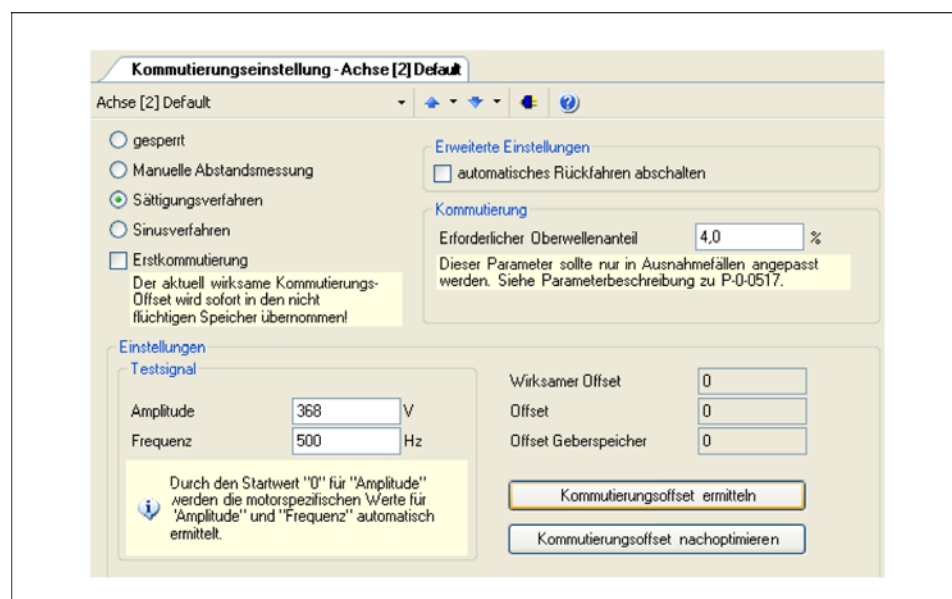 Kommutierungseinstellung - Achse [2] Default
Achse [2] Default
gesperrt
Manuelle Abstandsmessung
Sättigungsverfahren
Sinusverfahren
Erstkommutierung
Der aktuell wirksame Kommutierungs-
Offset wird sofort in den nicht
flüchtigen Speicher übernommen!
Erweiterte Einstellungen
automatisches Rückfahren abschalten
Kommutierung
Erforderlicher Oberwellenanteil 4,0 %
Dieser Parameter sollte nur in Ausnahmefällen angepasst
werden. Siehe Parameterbeschreibung zu P-0-0517.
Einstellungen
Testsignal
Amplitude 368 V
Frequenz 500 Hz
Durch den Startwert "0" für "Amplitude"
werden die motorspezifischen Werte für
"Amplitude" und "Frequenz" automatisch
ermittelt.
Wirksamer Offset 0
Offset 0
Offset Geberspeicher 0
Kommutierungsoffset ermitteln
Kommutierungsoffset nachoptimieren